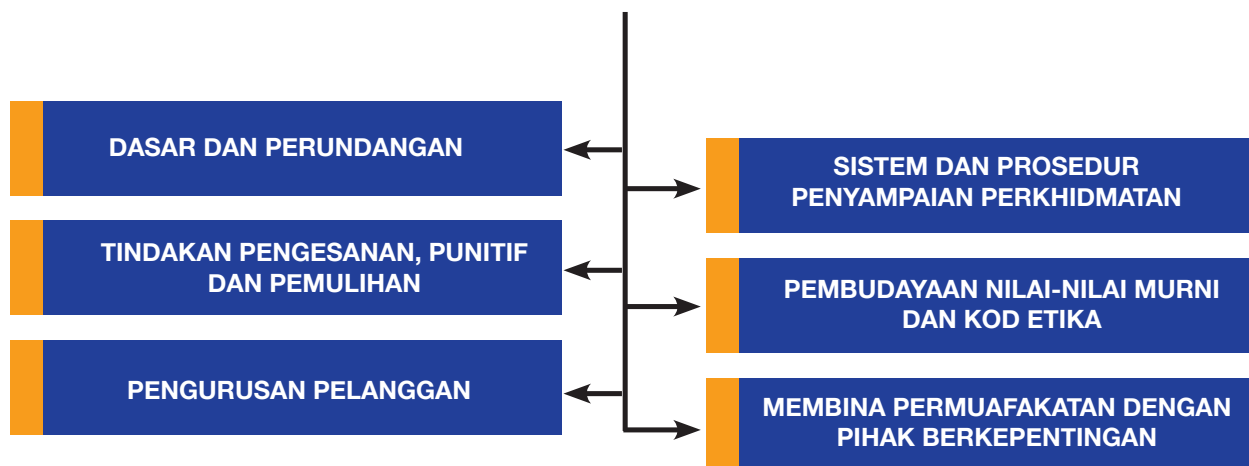 DASAR DAN PERUNDANGAN
SISTEM DAN PROSEDUR
PENYAMPAIAN PERKHIDMATAN
TINDAKAN PENGESANAN, PUNITIF
DAN PEMULIHAN
PEMBUDAYAAN NILAI-NILAI MURNI
DAN KOD ETIKA
PENGURUSAN PELANGGAN
MEMBINA PERMUAFAKATAN DENGAN
PIHAK BERKEPENTINGAN